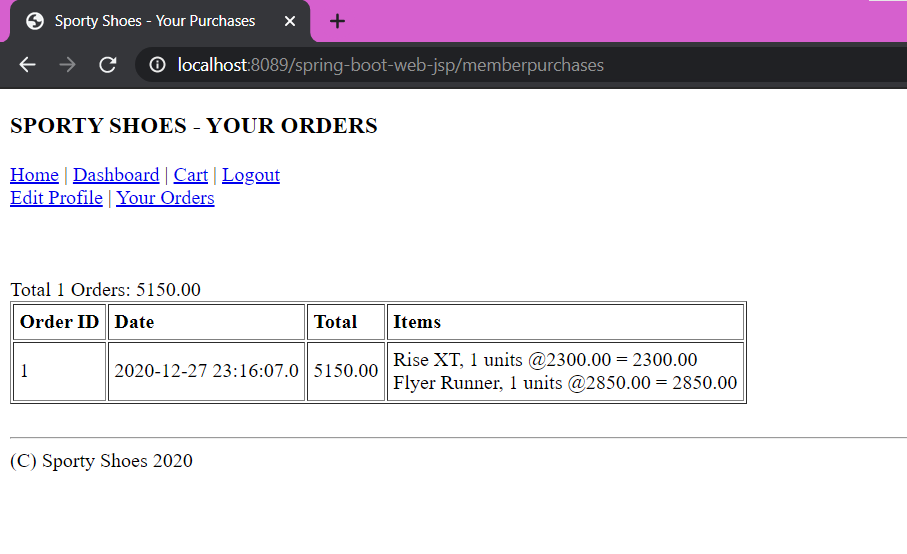 Sporty Shoes - Your Purchases
localhost:8089/spring-boot-web-jsp/memberpurchases
SPORTY SHOES - YOUR ORDERS
Home | Dashboard | Cart | Logout
Edit Profile | Your Orders
Total 1 Orders: 5150.00
Order ID Date Total Items
1 2020-12-27 23:16:07.0 5150.00 Rise XT, 1 units @2300.00 = 2300.00
Flyer Runner, 1 units @2850.00 = 2850.00
(C) Sporty Shoes 2020